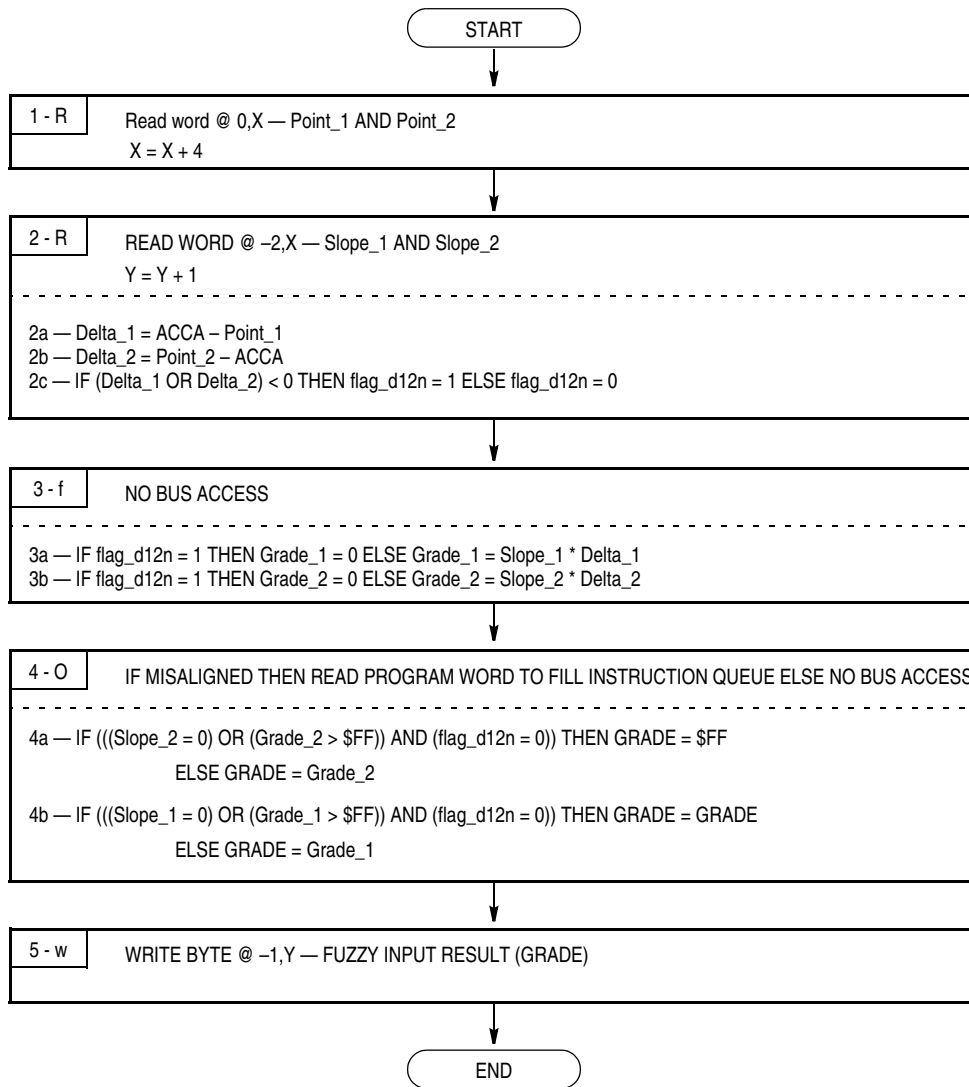 START
1 - R
Read word @ 0,X — Point_1 AND Point_2
X = X + 4
2 - R
READ WORD @ –2,X — Slope_1 AND Slope_2
Y = Y + 1
2a — Delta_1 = ACCA – Point_1
2b — Delta_2 = Point_2 – ACCA
2c — IF (Delta_1 OR Delta_2) < 0 THEN flag_d12n = 1 ELSE flag_d12n = 0
3 - f
NO BUS ACCESS
3a — IF flag_d12n = 1 THEN Grade_1 = 0 ELSE Grade_1 = Slope_1 * Delta_1
3b — IF flag_d12n = 1 THEN Grade_2 = 0 ELSE Grade_2 = Slope_2 * Delta_2
4 - O
IF MISALIGNED THEN READ PROGRAM WORD TO FILL INSTRUCTION QUEUE ELSE NO BUS ACCESS
4a — IF (((Slope_2 = 0) OR (Grade_2 > $FF)) AND (flag_d12n = 0)) THEN GRADE = $FF
ELSE GRADE = Grade_2
4b — IF (((Slope_1 = 0) OR (Grade_1 > $FF)) AND (flag_d12n = 0)) THEN GRADE = GRADE
ELSE GRADE = Grade_1
5 - w
WRITE BYTE @ –1,Y — FUZZY INPUT RESULT (GRADE)
END